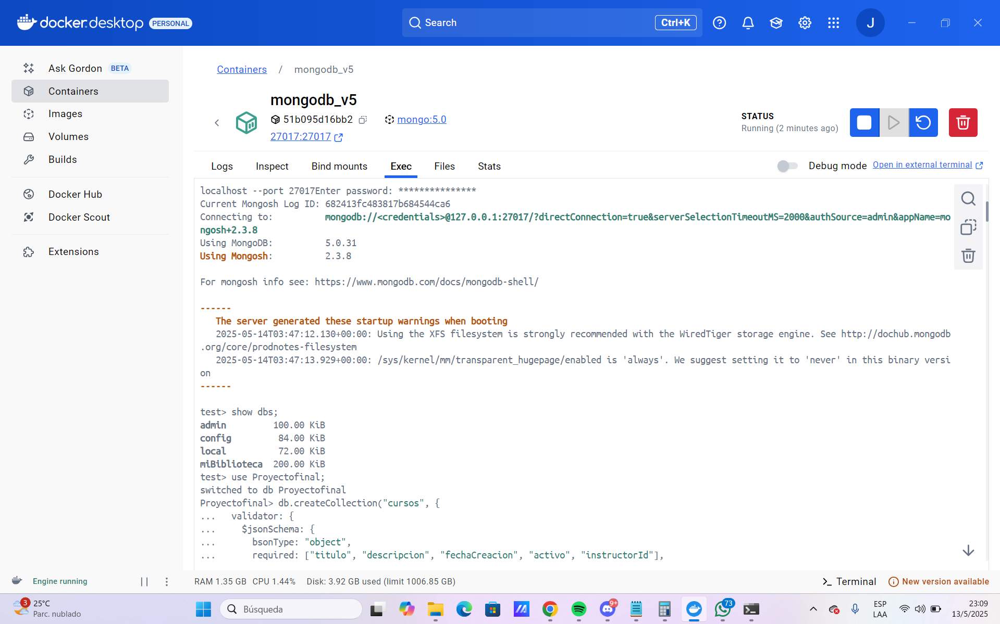 docker desktop PERSONAL
Search Ctrl+K
J
Ask Gordon BETA
Containers
Images
Volumes
Builds
Docker Hub
Docker Scout
Extensions
Containers / mongodb_v5
mongodb_v5
51b095d16bb2 mongo:5.0
27017:27017
STATUS
Running (2 minutes ago)
Logs Inspect Bind mounts Exec Files Stats
Debug mode Open in external terminal
localhost --port 27017Enter password: ***************
Current Mongosh Log ID: 682413fc483817b684544ca6
Connecting to: mongodb://<credentials>@127.0.0.1:27017/?directConnection=true&serverSelectionTimeoutMS=2000&authSource=admin&appName=mo
ngosh+2.3.8
Using MongoDB: 5.0.31
Using Mongosh: 2.3.8
For mongosh info see: https://www.mongodb.com/docs/mongodb-shell/
------
The server generated these startup warnings when booting
2025-05-14T03:47:12.130+00:00: Using the XFS filesystem is strongly recommended with the WiredTiger storage engine. See http://dochub.mongodb
.org/core/prodnotes-filesystem
2025-05-14T03:47:13.929+00:00: /sys/kernel/mm/transparent_hugepage/enabled is 'always'. We suggest setting it to 'never' in this binary versi
on
------
test> show dbs;
admin 100.00 KiB
config 84.00 KiB
local 72.00 KiB
miBiblioteca 200.00 KiB
test> use Proyectofinal;
switched to db Proyectofinal
Proyectofinal> db.createCollection("cursos", {
... validator: {
... $jsonSchema: {
... bsonType: "object",
... required: ["titulo", "descripcion", "fechaCreacion", "activo", "instructorId"],
Engine running
RAM 1.35 GB CPU 1.44% Disk: 3.92 GB used (limit 1006.85 GB)
Terminal
New version available
3
25°C
Parc. nublado
Búsqueda
9+
73
ESP
LAA
23:09
13/5/2025